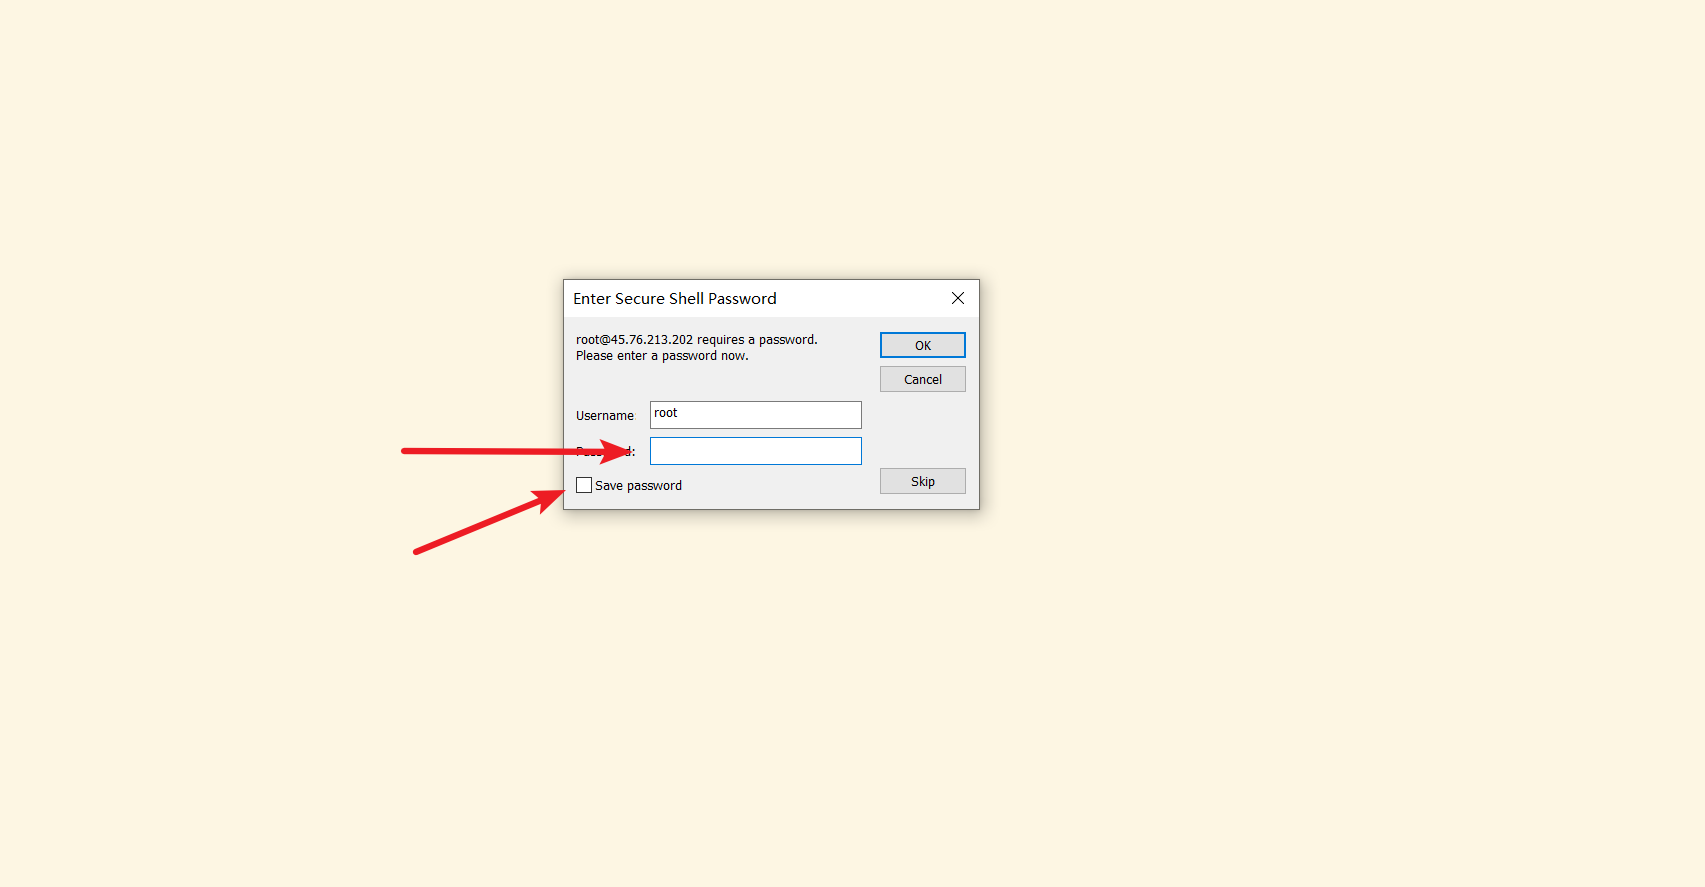 Enter Secure Shell Password
root@45.76.213.202 requires a password.
Please enter a password now.
OK
Cancel
Username:
root
Save password
Skip